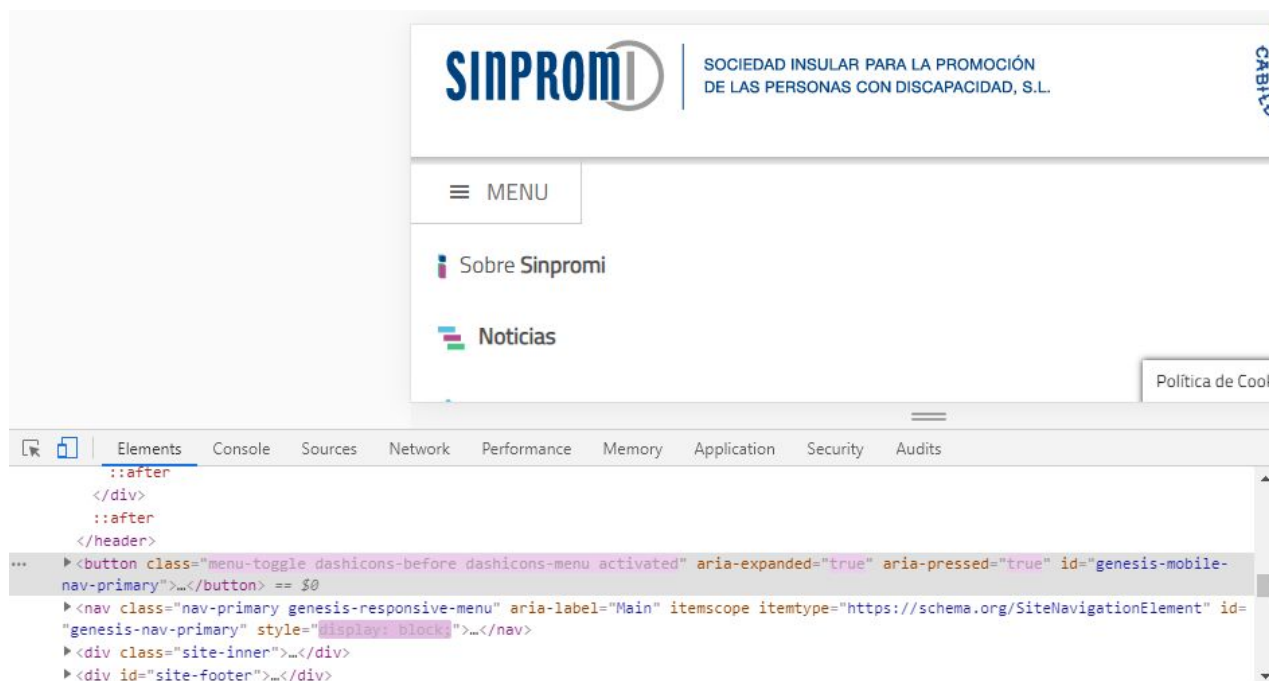 SINPROMI
SOCIEDAD INSULAR PARA LA PROMOCIÓN
DE LAS PERSONAS CON DISCAPACIDAD, S.L.
MENU
Sobre Sinpromi
Noticias
Política de
Elements Console Sources Network Performance Memory Application Security Audits
::after
</div>
::after
</header>
<button class="menu-toggle dashicons-before dashicons-menu activated" aria-expanded="true" aria-pressed="true" id="genesis-mobile-
nav-primary">…</button> == $0
<nav class="nav-primary genesis-responsive-menu" aria-label="Main" itemscope itemtype="https://schema.org/SiteNavigationElement" id=
"genesis-nav-primary" style="display: block;">…</nav>
<div class="site-inner">…</div>
<div id="site-footer">…</div>